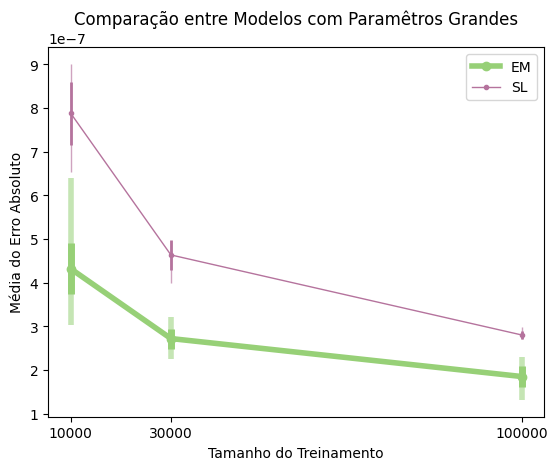 Comparação entre Modelos com Paramêtros Grandes
1e−7
9
8
7
6
5
4
3
2
1
Média do Erro Absoluto
EM
SL
10000
30000
100000
Tamanho do Treinamento